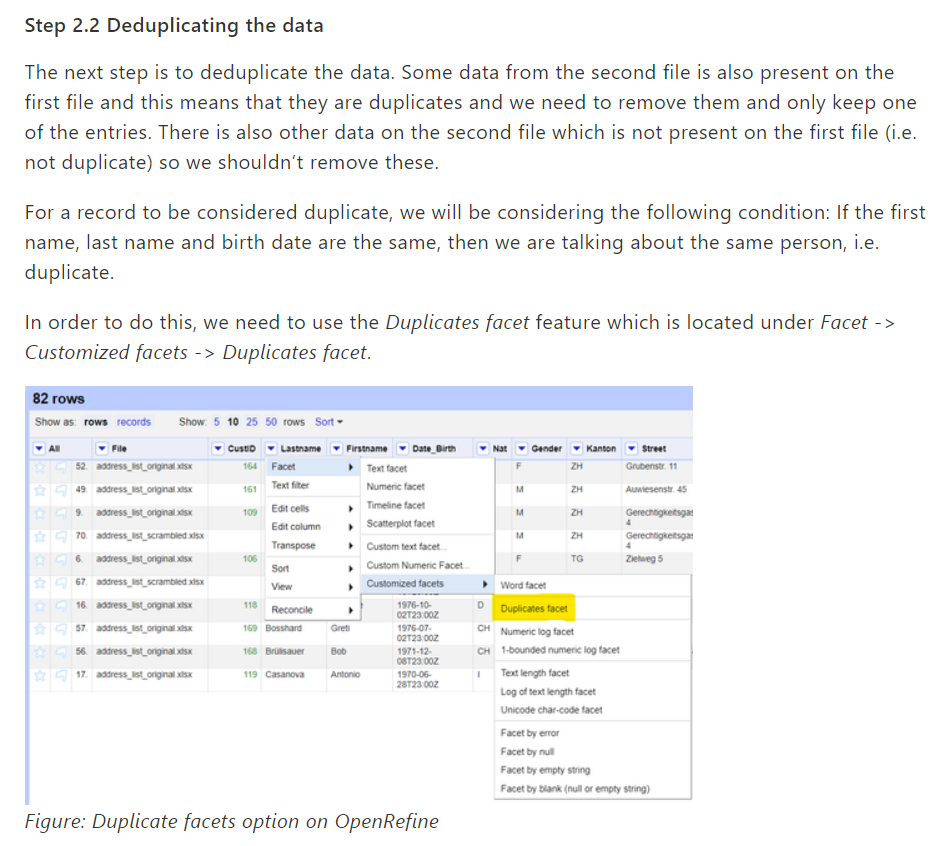 Step 2.2 Deduplicating the data
The next step is to deduplicate the data. Some data from the second file is also present on the
first file and this means that they are duplicates and we need to remove them and only keep one
of the entries. There is also other data on the second file which is not present on the first file (i.e.
not duplicate) so we shouldn’t remove these.
For a record to be considered duplicate, we will be considering the following condition: If the first
name, last name and birth date are the same, then we are talking about the same person, i.e.
duplicate.
In order to do this, we need to use the Duplicates facet feature which is located under Facet ->
Customized facets -> Duplicates facet.
82 rows
Show as: rows records Show: 5 10 25 50 rows Sort
All File CustID Lastname Firstname Date_Birth Nat Gender Kanton Street
52. address_list_original.xlsx 164 Facet Text facet F ZH Grubenstr. 11
49. address_list_original.xlsx 161 Text filter Numeric facet M ZH Auwiesenstr. 45
9. address_list_original.xlsx 109 Edit cells Timeline facet M ZH Gerechtigkeitsgas
4
Edit column Scatterplot facet
70. address_list_scrambled.xlsx Transpose Custom text facet... M ZH Gerechtigkeitsgas
4
6. address_list_original.xlsx 106 Sort Custom Numeric Facet... F TG Zielweg 5
67. address_list_scrambled.xlsx View Customized facets Word facet
16. address_list_original.xlsx 118 Reconcile 1976-10- D Duplicates facet
02T23:00Z
57. address_list_original.xlsx 169 Bosshard Greti 1976-07- CH Numeric log facet
02T23:00Z
56. address_list_original.xlsx 168 Brülisauer Bob 1971-12- CH 1-bounded numeric log facet
08T23:00Z
17. address_list_original.xlsx 119 Casanova Antonio 1970-06- I Text length facet
28T23:00Z
Log of text length facet
Unicode char-code facet
Facet by error
Facet by null
Facet by empty string
Facet by blank (null or empty string)
Figure: Duplicate facets option on OpenRefine